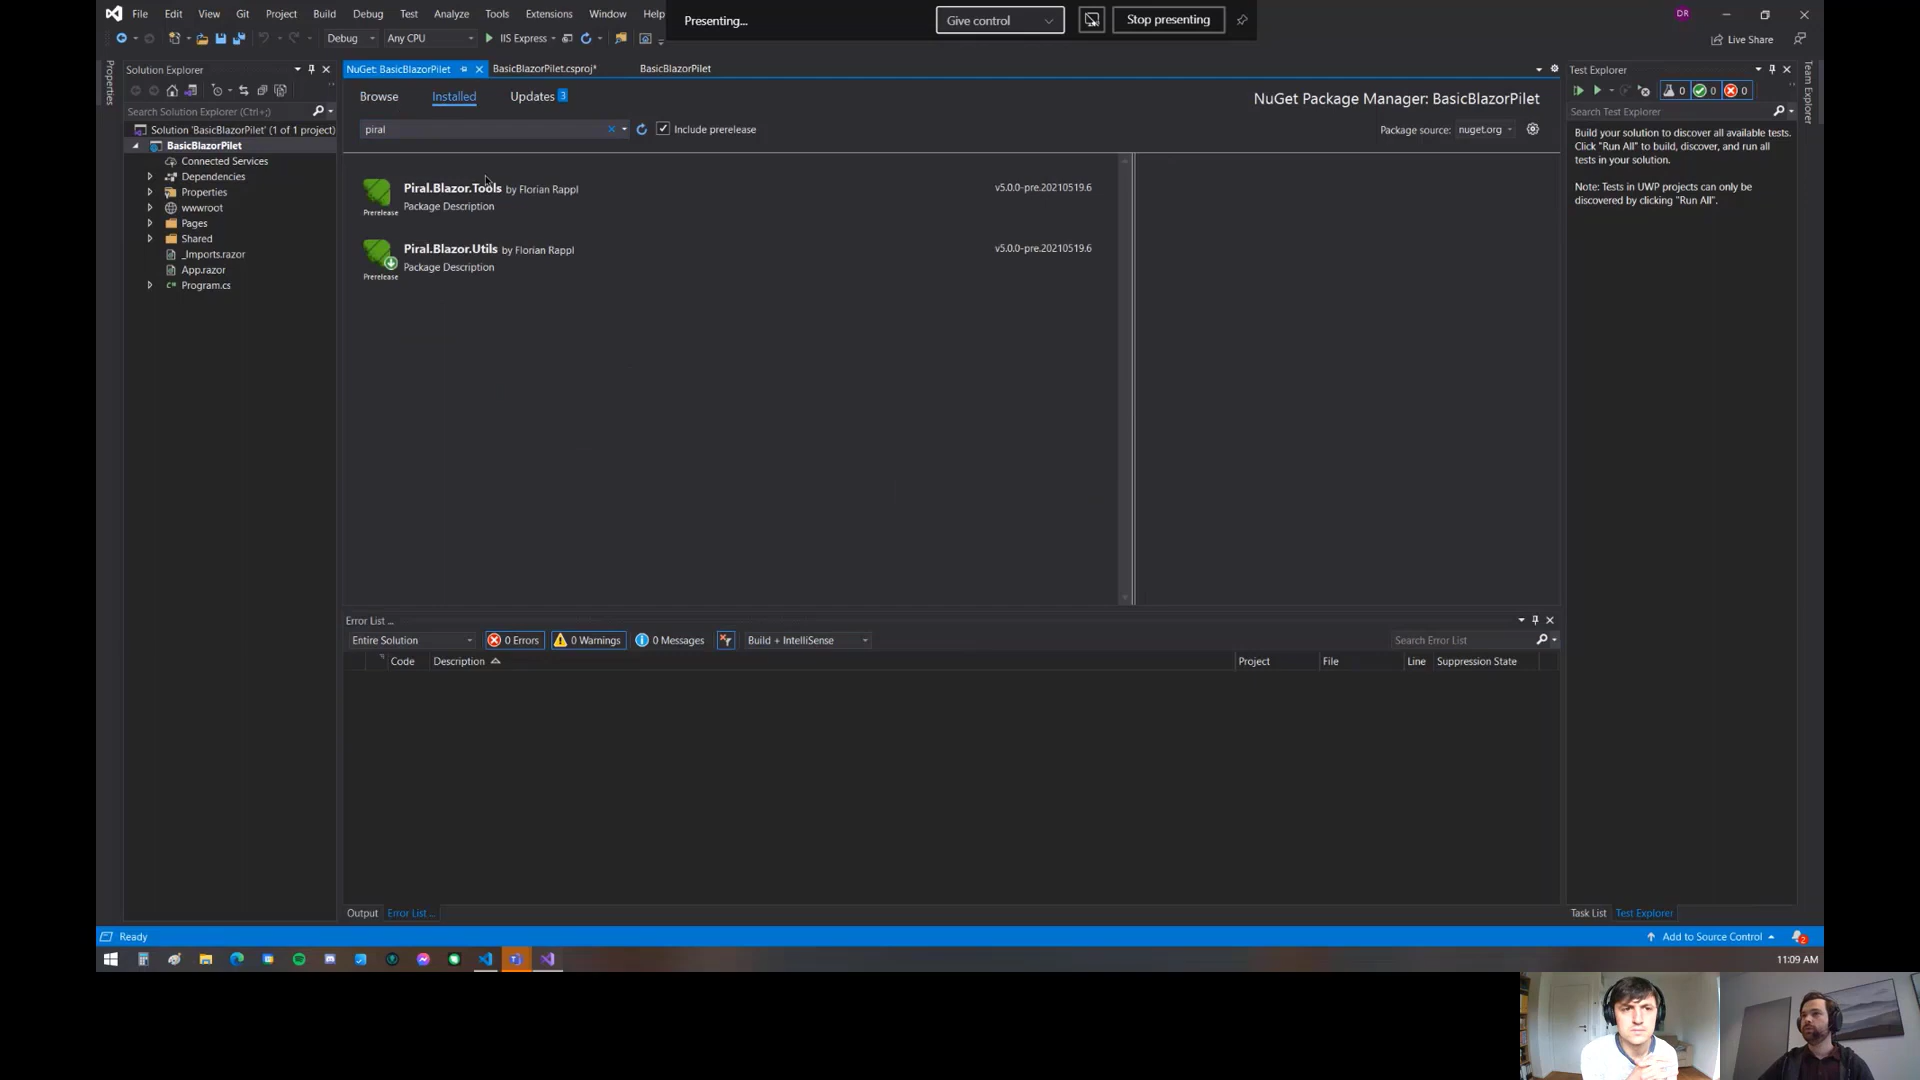 File Edit View Git Project Build Debug Test Analyze Tools Extensions Window Help
Presenting...
Give control
Stop presenting
DR
Debug
Any CPU
IIS Express
Live Share
Properties
Solution Explorer
Search Solution Explorer (Ctrl+;)
Solution 'BasicBlazorPilet' (1 of 1 project)
BasicBlazorPilet
Connected Services
Dependencies
Properties
wwwroot
Pages
Shared
_Imports.razor
App.razor
C# Program.cs
NuGet: BasicBlazorPilet
BasicBlazorPilet.csproj*
BasicBlazorPilet
Browse
Installed
Updates 3
NuGet Package Manager: BasicBlazorPilet
piral
Include prerelease
Package source: nuget.org
Piral.Blazor.Tools by Florian Rappl
v5.0.0-pre.20210519.6
Package Description
Prerelease
Piral.Blazor.Utils by Florian Rappl
v5.0.0-pre.20210519.6
Package Description
Prerelease
Error List ...
Entire Solution
0 Errors
0 Warnings
0 Messages
Build + IntelliSense
Search Error List
Code
Description
Project
File
Line
Suppression State
Output
Error List ...
Test Explorer
0
0
0
Search Test Explorer
Build your solution to discover all available tests.
Click "Run All" to build, discover, and run all
tests in your solution.
Note: Tests in UWP projects can only be
discovered by clicking "Run All".
Team Explorer
Task List
Test Explorer
Ready
Add to Source Control
2
11:09 AM